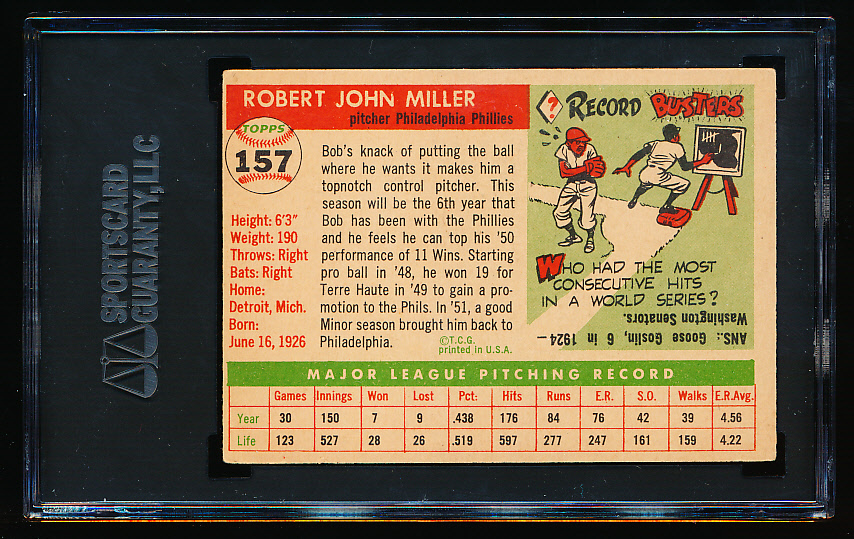 SPORTSCARD
GUARANTY,LLC
ROBERT JOHN MILLER
pitcher Philadelphia Phillies
TOPPS
157
Height: 6'3"
Weight: 190
Throws: Right
Bats: Right
Home:
Detroit, Mich.
Born:
June 16, 1926
Bob's knack of putting the ball
where he wants it makes him a
topnotch control pitcher. This
season will be the 6th year that
Bob has been with the Phillies
and he feels he can top his '50
performance of 11 Wins. Starting
pro ball in '48, he won 19 for
Terre Haute in '49 to gain a pro-
motion to the Phils. In '51, a good
Minor season brought him back to
Philadelphia.
©T.C.G.
printed in U.S.A.
? RECORD BUSTERS
WHO HAD THE MOST
CONSECUTIVE HITS
IN A WORLD SERIES?
ANS.: Goose Goslin, 6 in 1924—
Washington Senators.
MAJOR LEAGUE PITCHING RECORD
Games Innings Won Lost Pct: Hits Runs E.R. S.O. Walks E.R.Avg.
Year 30 150 7 9 .438 176 84 76 42 39 4.56
Life 123 527 28 26 .519 597 277 247 161 159 4.22